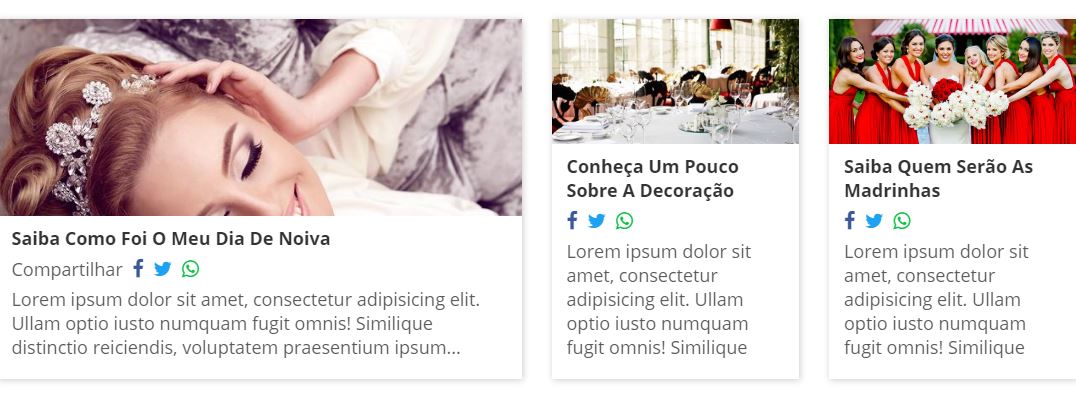 Saiba Como Foi O Meu Dia De Noiva
Compartilhar
Lorem ipsum dolor sit amet, consectetur adipisicing elit.
Ullam optio iusto numquam fugit omnis! Similique
distinctio reiciendis, voluptatem praesentium ipsum...
Conheça Um Pouco
Sobre A Decoração
Lorem ipsum dolor sit
amet, consectetur
adipisicing elit. Ullam
optio iusto numquam
fugit omnis! Similique
Saiba Quem Serão As
Madrinhas
Lorem ipsum dolor sit
amet, consectetur
adipisicing elit. Ullam
optio iusto numquam
fugit omnis! Similique